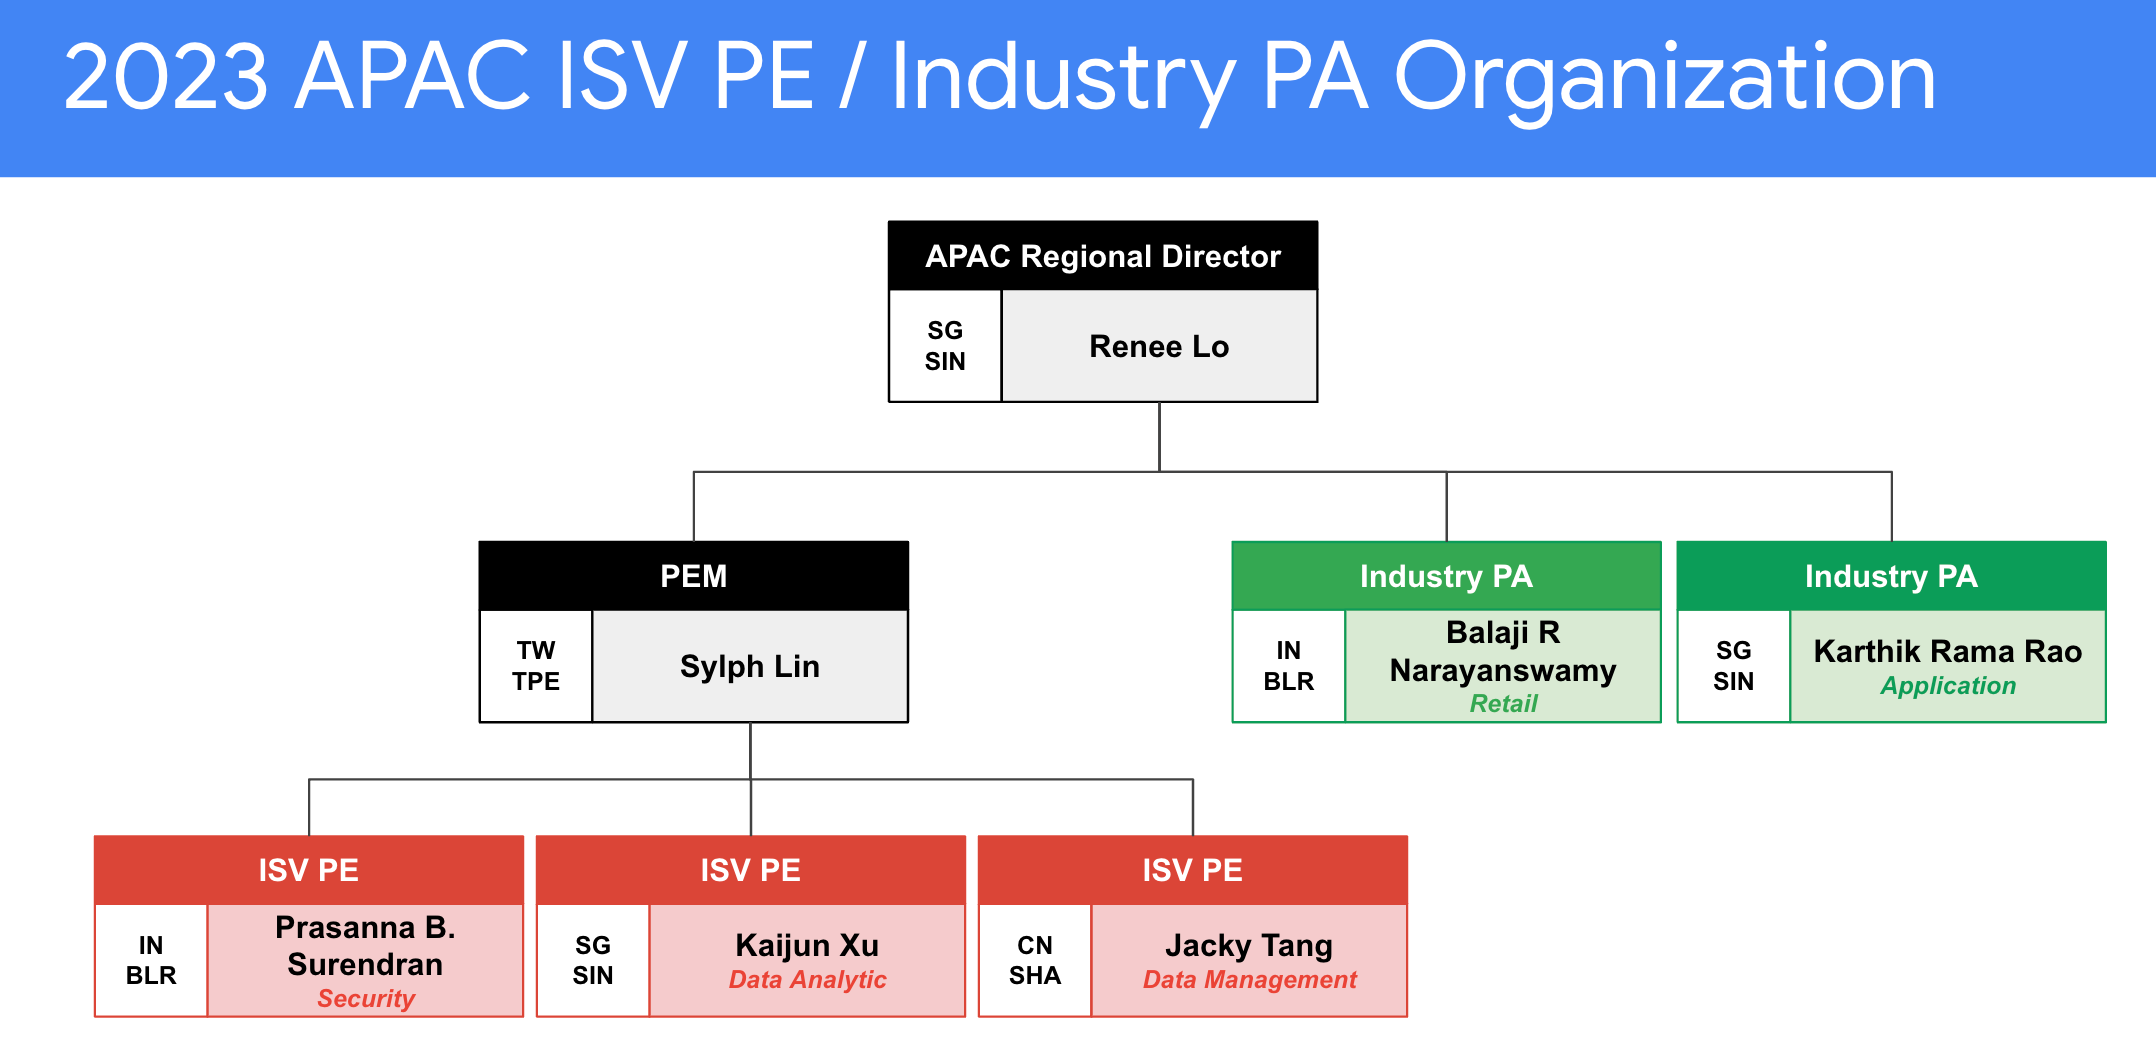 2023 APAC ISV PE / Industry PA Organization
APAC Regional Director
SG
SIN
Renee Lo
PEM
TW
TPE
Sylph Lin
Industry PA
IN
BLR
Balaji R
Narayanswamy
Retail
Industry PA
SG
SIN
Karthik Rama Rao
Application
ISV PE
IN
BLR
Prasanna B.
Surendran
Security
ISV PE
SG
SIN
Kaijun Xu
Data Analytic
ISV PE
CN
SHA
Jacky Tang
Data Management